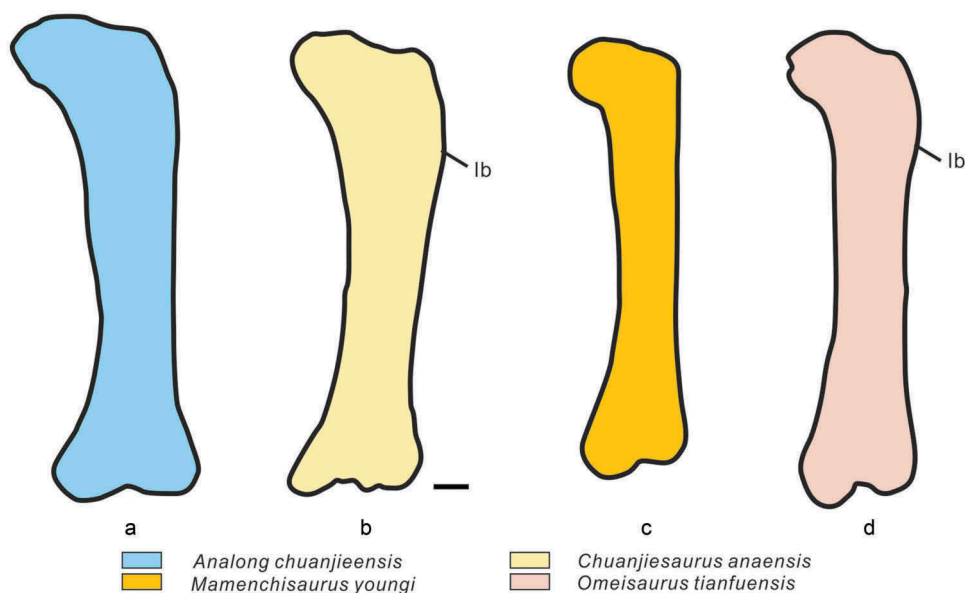 lb
lb
a b c d
Analong chuanjieensis Chuanjiesaurus anaensis
Mamenchisaurus youngi Omeisaurus tianfuensis